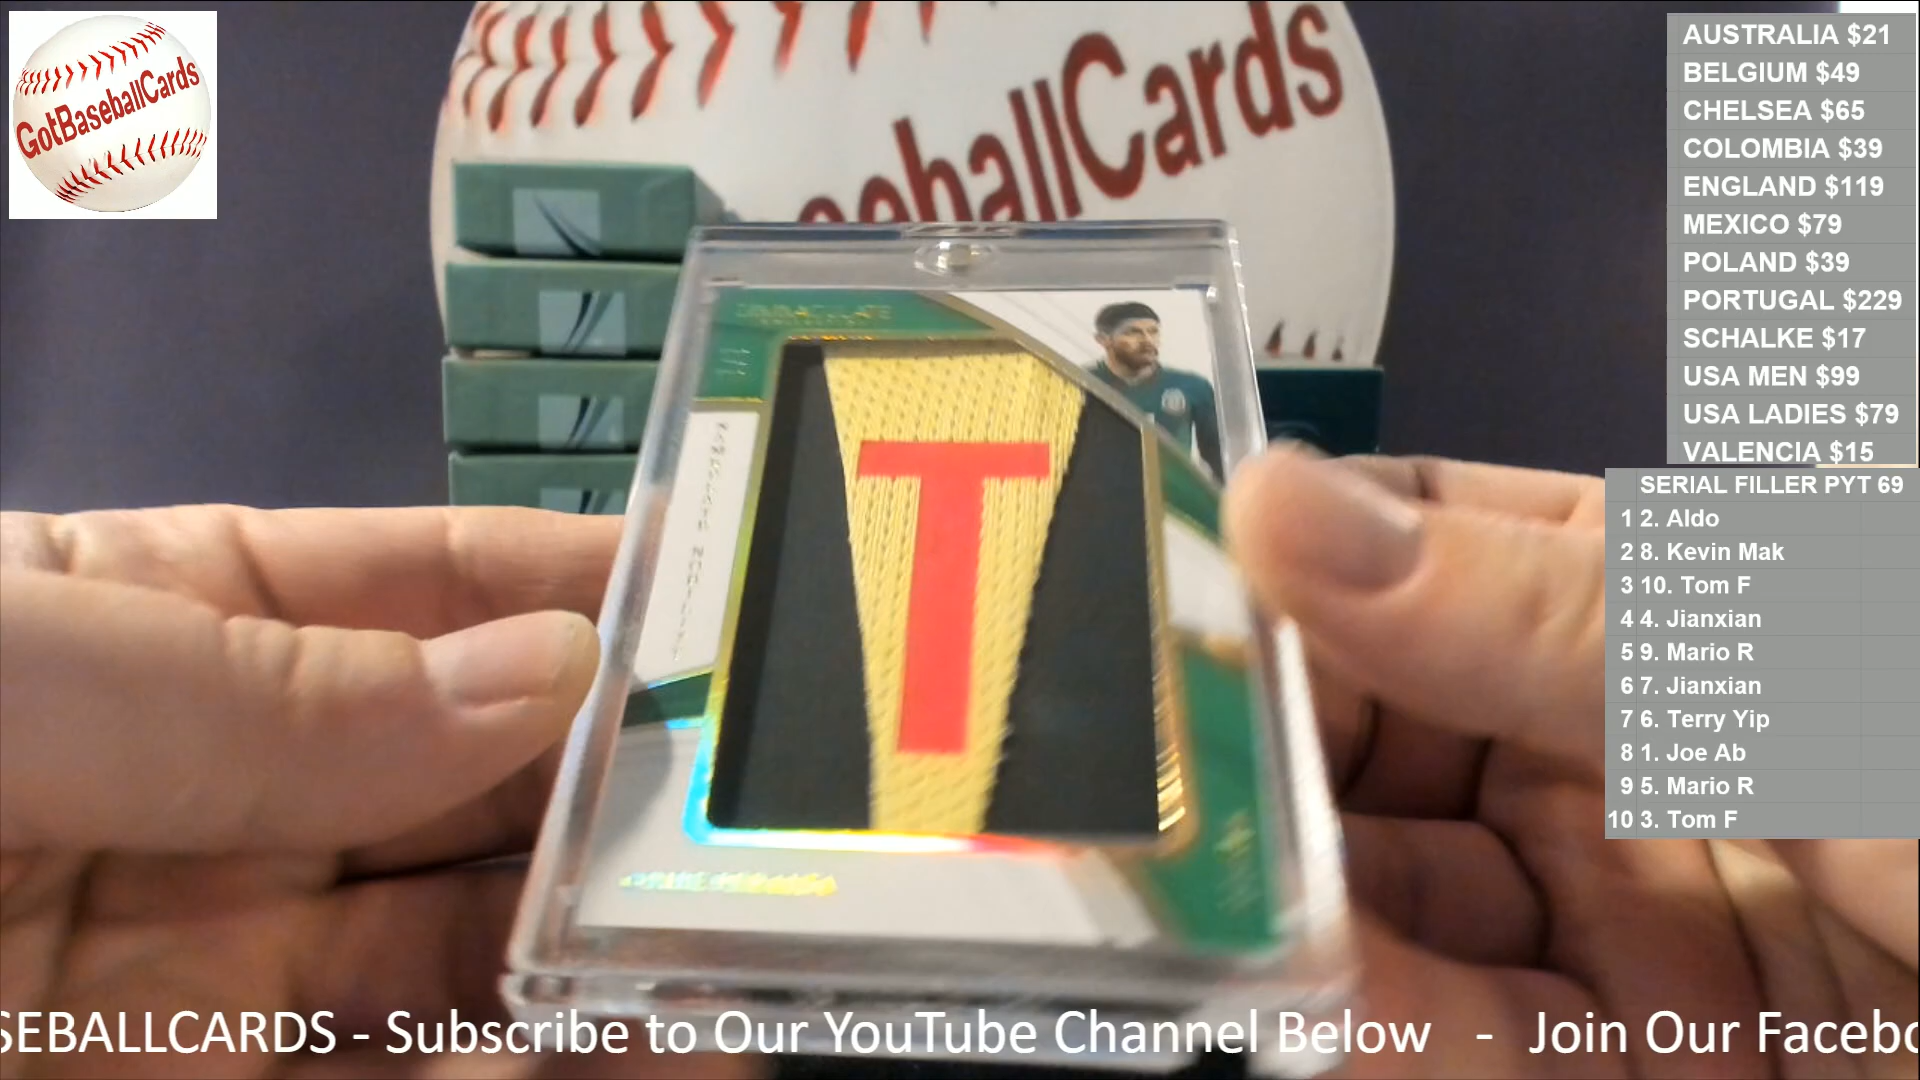 GotBaseballCards
eballCards
IMMACULATE
COLLECTION
AUSTRALIA $21
BELGIUM $49
CHELSEA $65
COLOMBIA $39
ENGLAND $119
MEXICO $79
POLAND $39
PORTUGAL $229
SCHALKE $17
USA MEN $99
USA LADIES $79
VALENCIA $15
SERIAL FILLER PYT 69
1 2. Aldo
2 8. Kevin Mak
3 10. Tom F
4 4. Jianxian
5 9. Mario R
6 7. Jianxian
7 6. Terry Yip
8 1. Joe Ab
9 5. Mario R
10 3. Tom F
T
SEBALLCARDS - Subscribe to Our YouTube Channel Below - Join Our Facebo